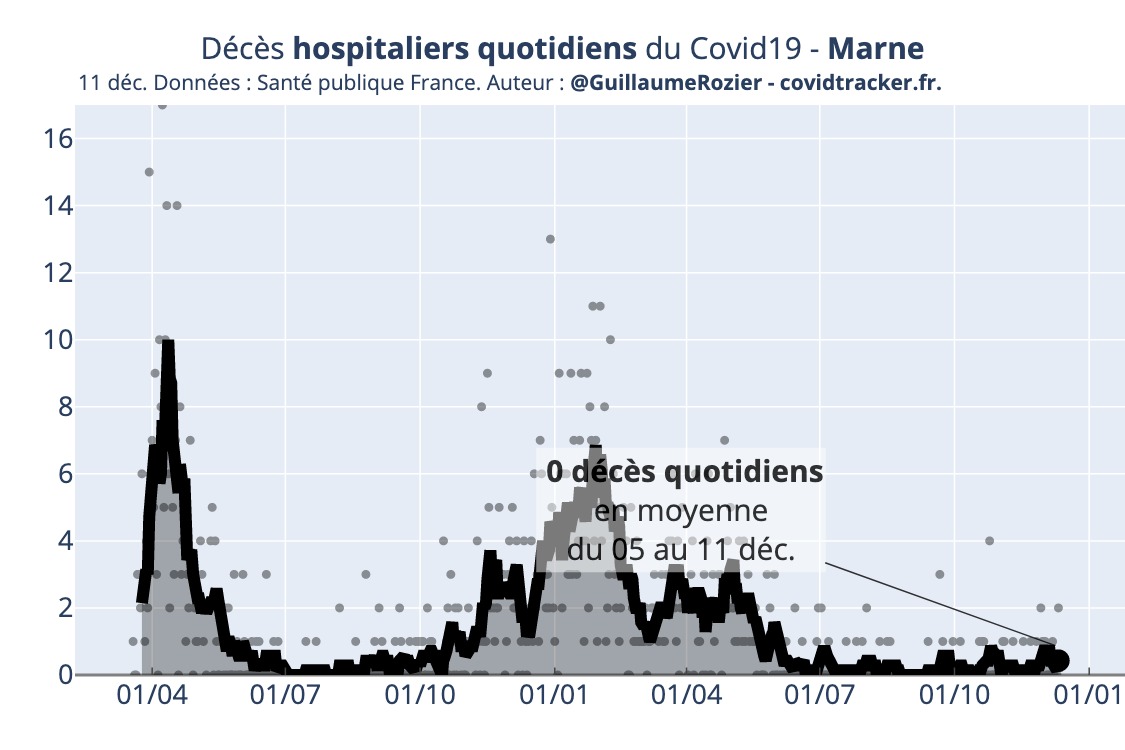 Décès hospitaliers quotidiens du Covid19 - Marne
11 déc. Données : Santé publique France. Auteur : @GuillaumeRozier - covidtracker.fr.
16
14
12
10
8
6
4
2
0
0 décès quotidiens
en moyenne
du 05 au 11 déc.
01/04 01/07 01/10 01/01 01/04 01/07 01/10 01/01